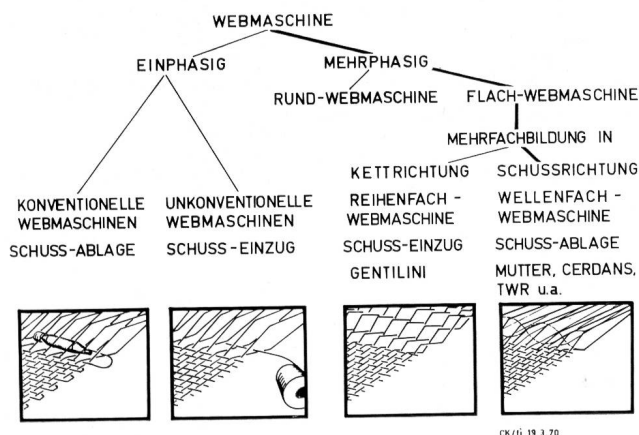 WEBMASCHINE
EINPHASIG
MEHRPHASIG
RUND-WEBMASCHINE
FLACH-WEBMASCHINE
MEHRFACHBILDUNG IN
KETTRICHTUNG
SCHUSSRICHTUNG
KONVENTIONELLE
WEBMASCHINEN
SCHUSS-ABLAGE
UNKONVENTIONELLE
WEBMASCHINEN
SCHUSS-EINZUG
REIHENFACH-
WEBMASCHINE
SCHUSS-EINZUG
GENTILINI
WELLENFACH-
WEBMASCHINE
SCHUSS-ABLAGE
MUTTER, CERDANS,
TWR u.a.
19.3.70